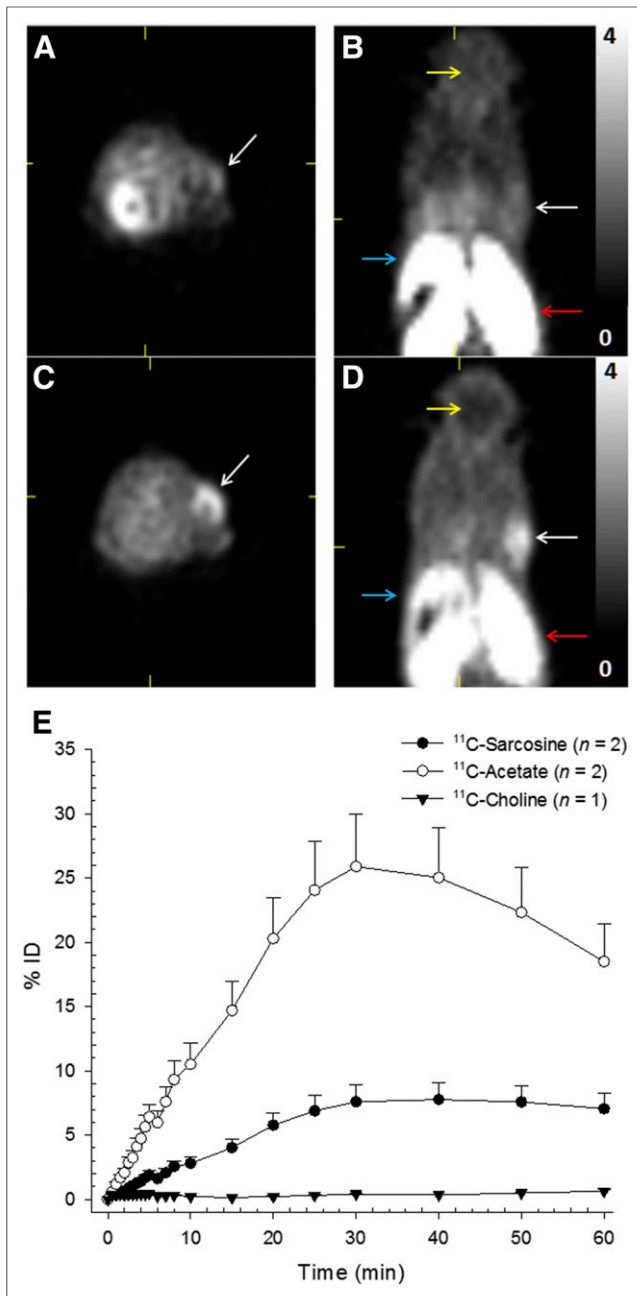 A
B
4
0
C
D
4
0
E
¹¹C-Sarcosine (n = 2)
¹¹C-Acetate (n = 2)
¹¹C-Choline (n = 1)
35
30
25
20
15
10
5
0
% ID
0 10 20 30 40 50 60
Time (min)